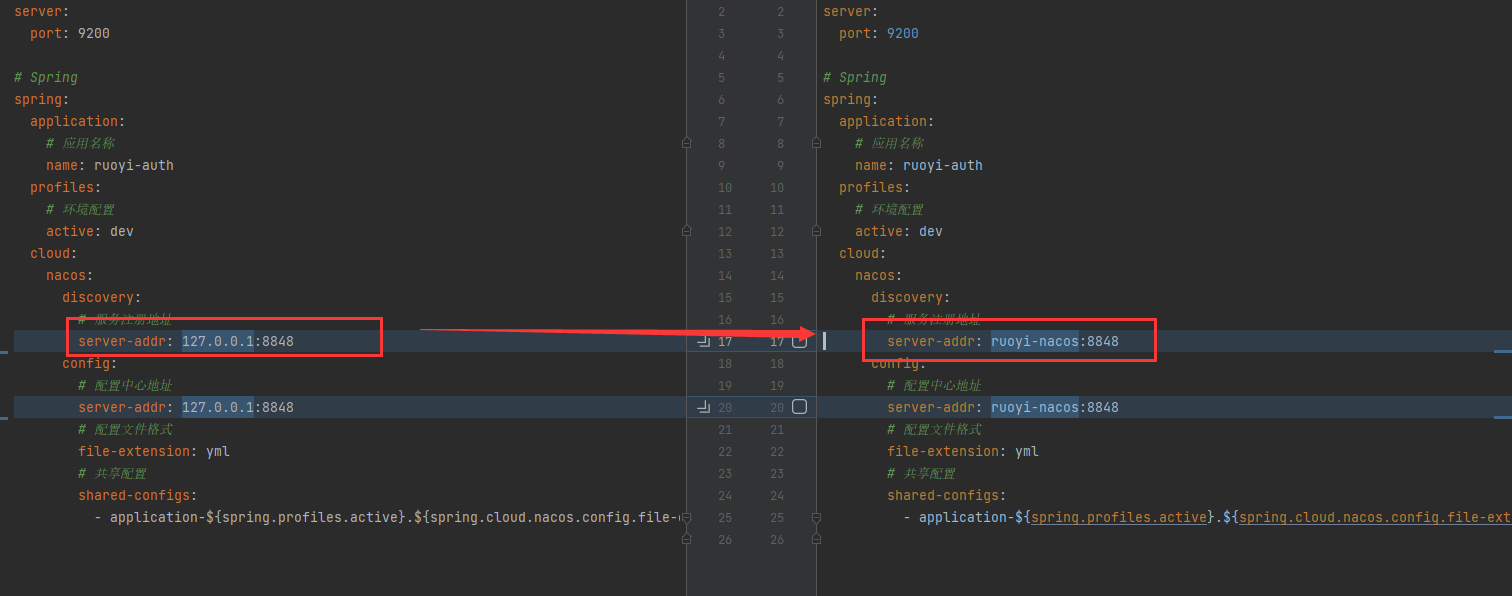 server:
  port: 9200
# Spring
spring:
  application:
    # 应用名称
    name: ruoyi-auth
  profiles:
    # 环境配置
    active: dev
  cloud:
    nacos:
      discovery:
        # 服务注册地址
        server-addr: 127.0.0.1:8848
      config:
        # 配置中心地址
        server-addr: 127.0.0.1:8848
        # 配置文件格式
        file-extension: yml
        # 共享配置
        shared-configs:
          - application-${spring.profiles.active}.${spring.cloud.nacos.config.file-
2 2
3 3
4 4
5 5
6 6
7 7
8 8
9 9
10 10
11 11
12 12
13 13
14 14
15 15
16 16
17 17
18 18
19 19
20 20
21 21
22 22
23 23
24 24
25 25
26 26
server:
  port: 9200
# Spring
spring:
  application:
    # 应用名称
    name: ruoyi-auth
  profiles:
    # 环境配置
    active: dev
  cloud:
    nacos:
      discovery:
        # 服务注册地址
        server-addr: ruoyi-nacos:8848
      config:
        # 配置中心地址
        server-addr: ruoyi-nacos:8848
        # 配置文件格式
        file-extension: yml
        # 共享配置
        shared-configs:
          - application-${spring.profiles.active}.${spring.cloud.nacos.config.file-ext